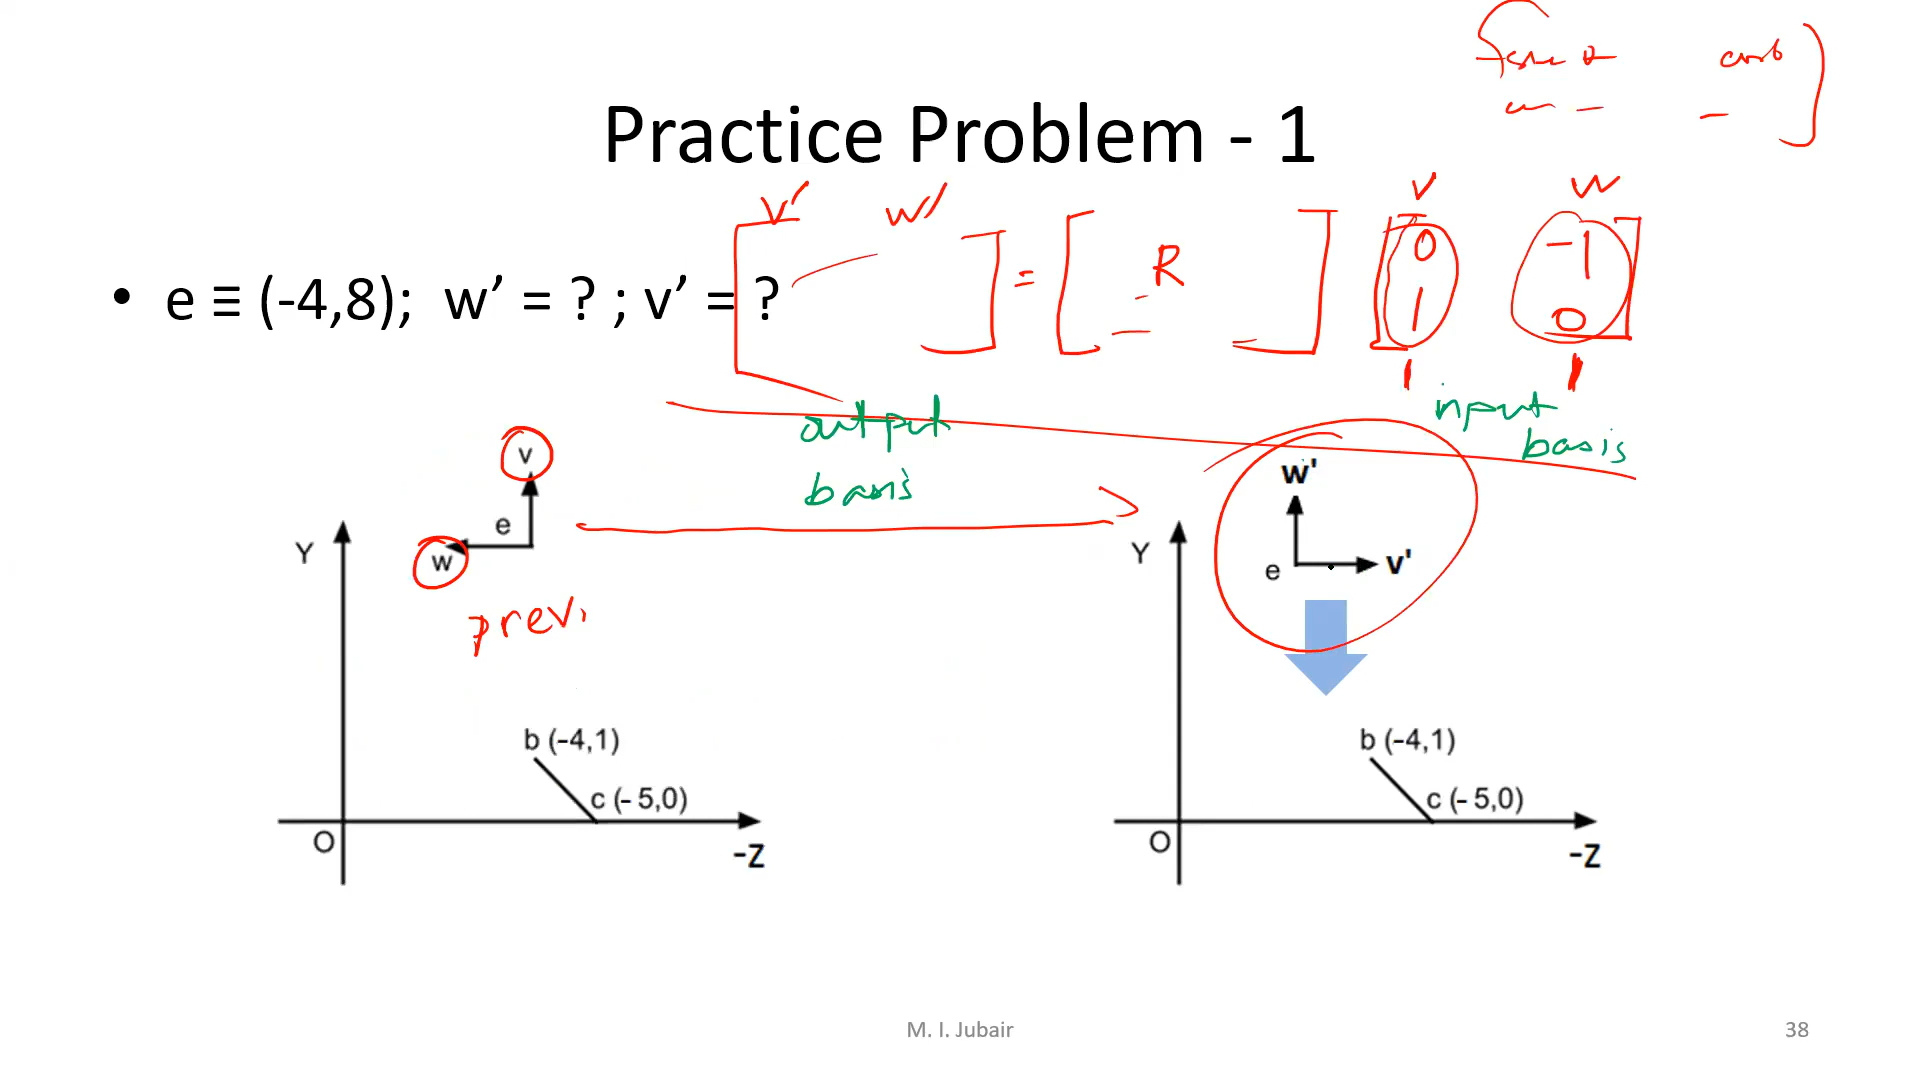 Practice Problem - 1
v' w' = R v w
0 -1
1 0
• e ≡ (-4,8); w’ = ? ; v’ = ?
output
basis
input
basis
v
e
w
Y
prev.
b (-4,1)
c (- 5,0)
O
-Z
w'
v'
e
Y
b (-4,1)
c (- 5,0)
O
-Z
M. I. Jubair
38